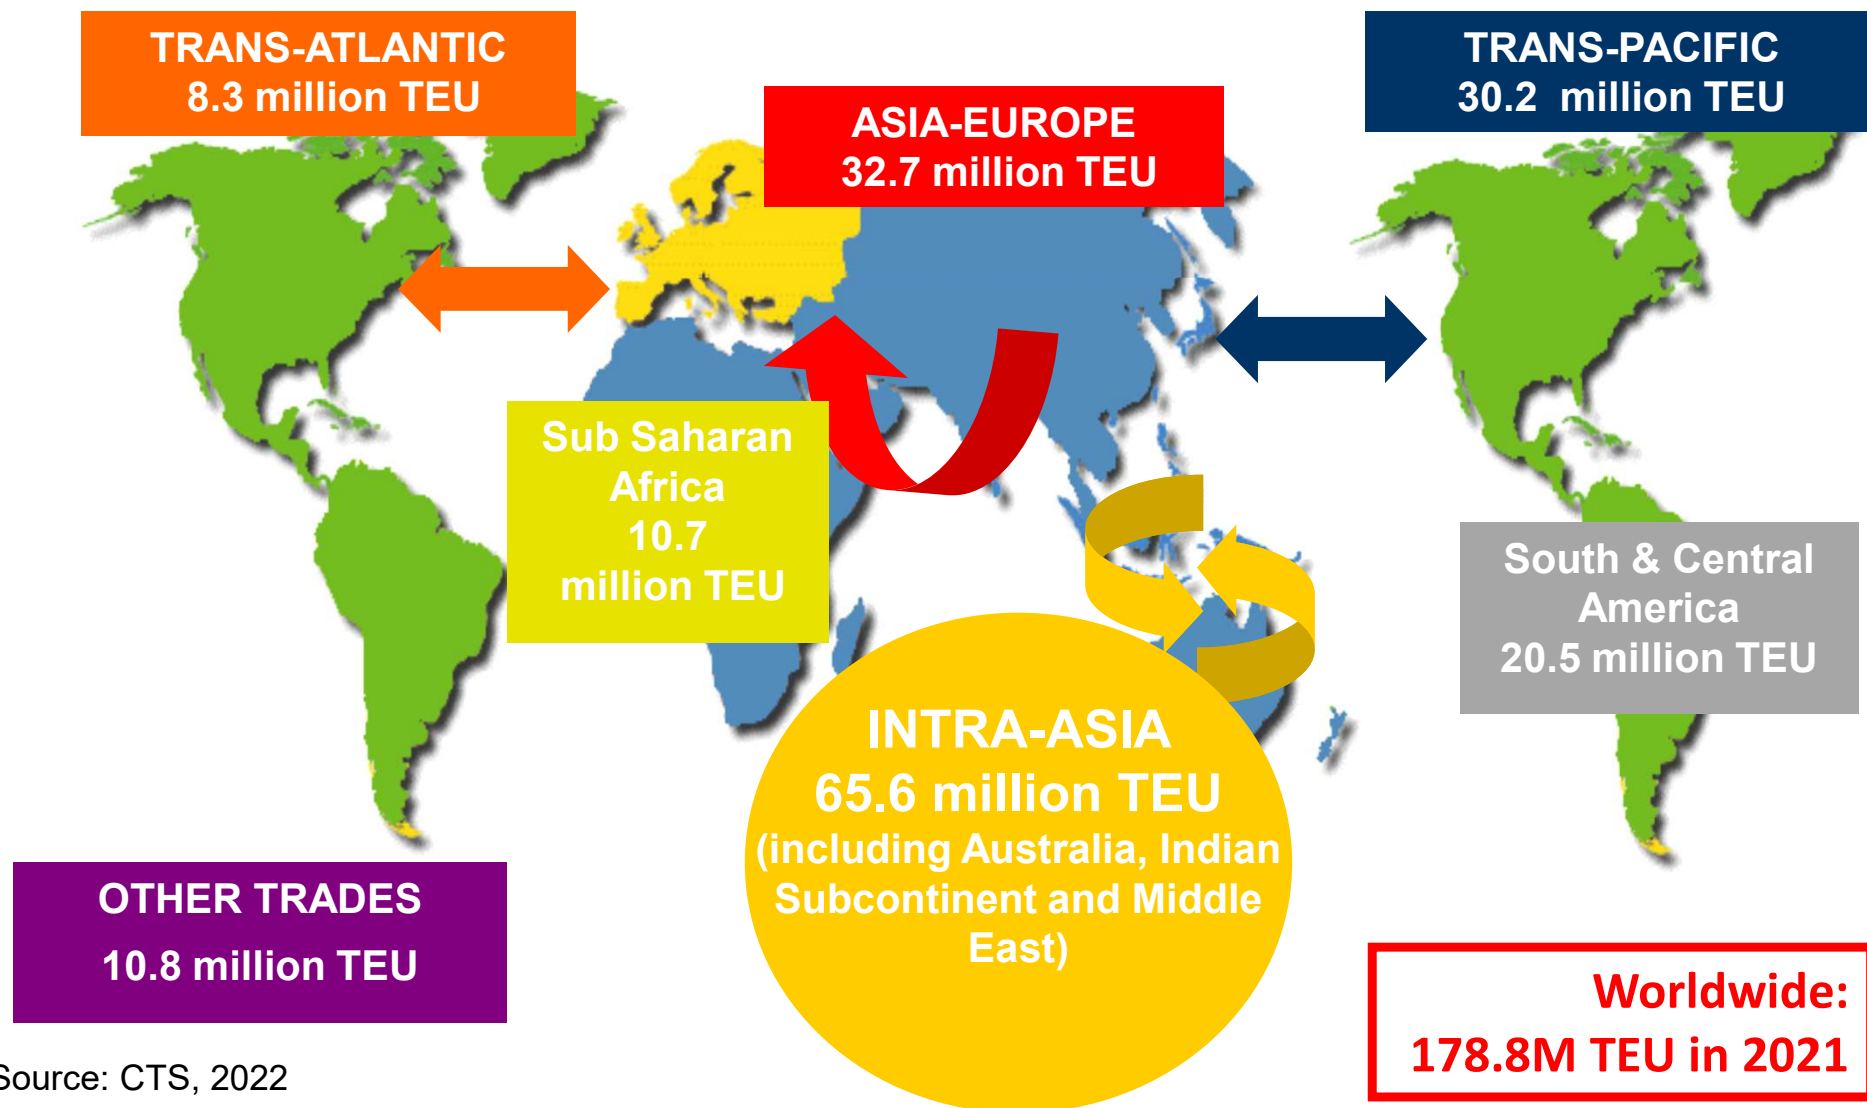 TRANS-ATLANTIC
8.3 million TEU
TRANS-PACIFIC
30.2 million TEU
ASIA-EUROPE
32.7 million TEU
Sub Saharan
Africa
10.7
million TEU
South & Central
America
20.5 million TEU
INTRA-ASIA
65.6 million TEU
(including Australia, Indian
Subcontinent and Middle
East)
OTHER TRADES
10.8 million TEU
Worldwide:
178.8M TEU in 2021
Source: CTS, 2022